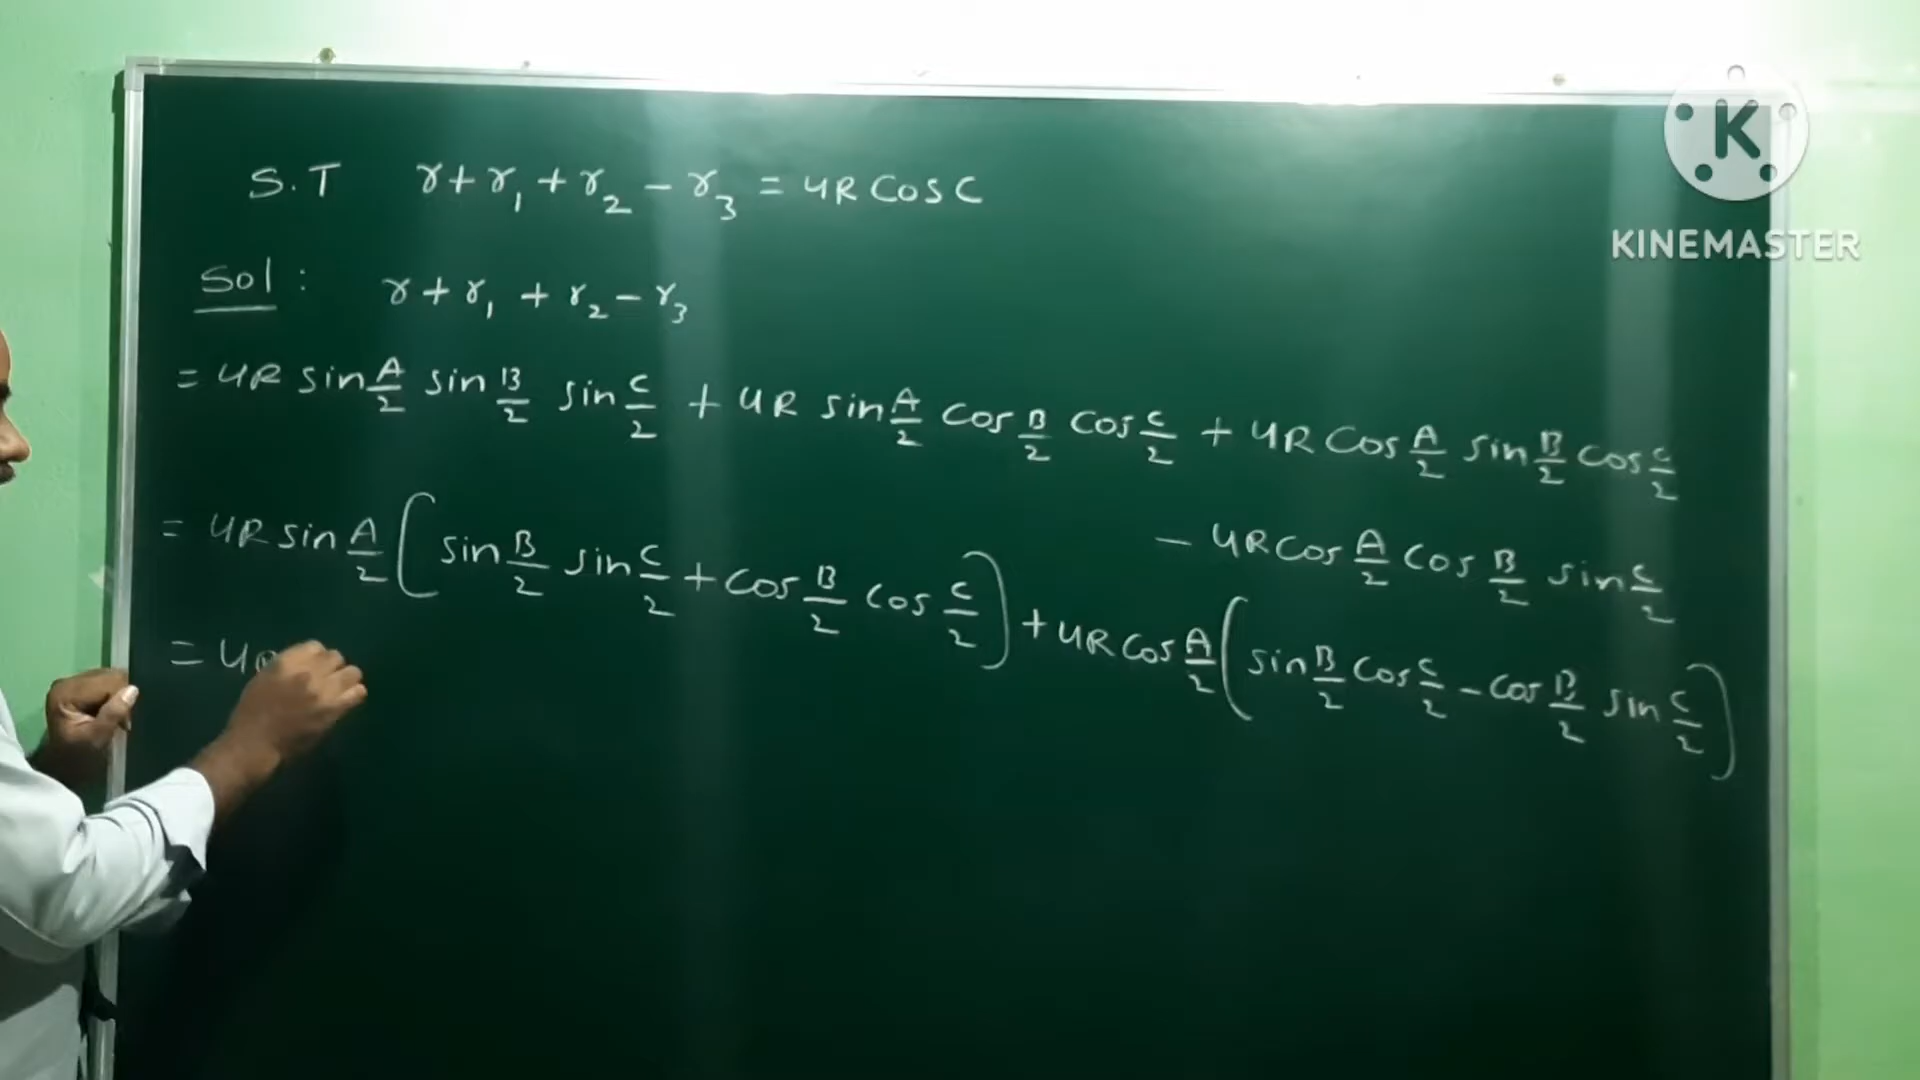 S.T r + r₁ + r₂ - r₃ = 4R Cos C
Sol : r + r₁ + r₂ - r₃
= 4R sin A/2 sin B/2 sin C/2 + 4R sin A/2 Cos B/2 Cos C/2 + 4R Cos A/2 sin B/2 Cos C/2
- 4R Cos A/2 Cos B/2 sin C/2
= 4R sin A/2 ( sin B/2 sin C/2 + Cos B/2 Cos C/2 ) + 4R Cos A/2 ( sin B/2 Cos C/2 - Cos B/2 sin C/2 )
= 4R
K
KINEMASTER